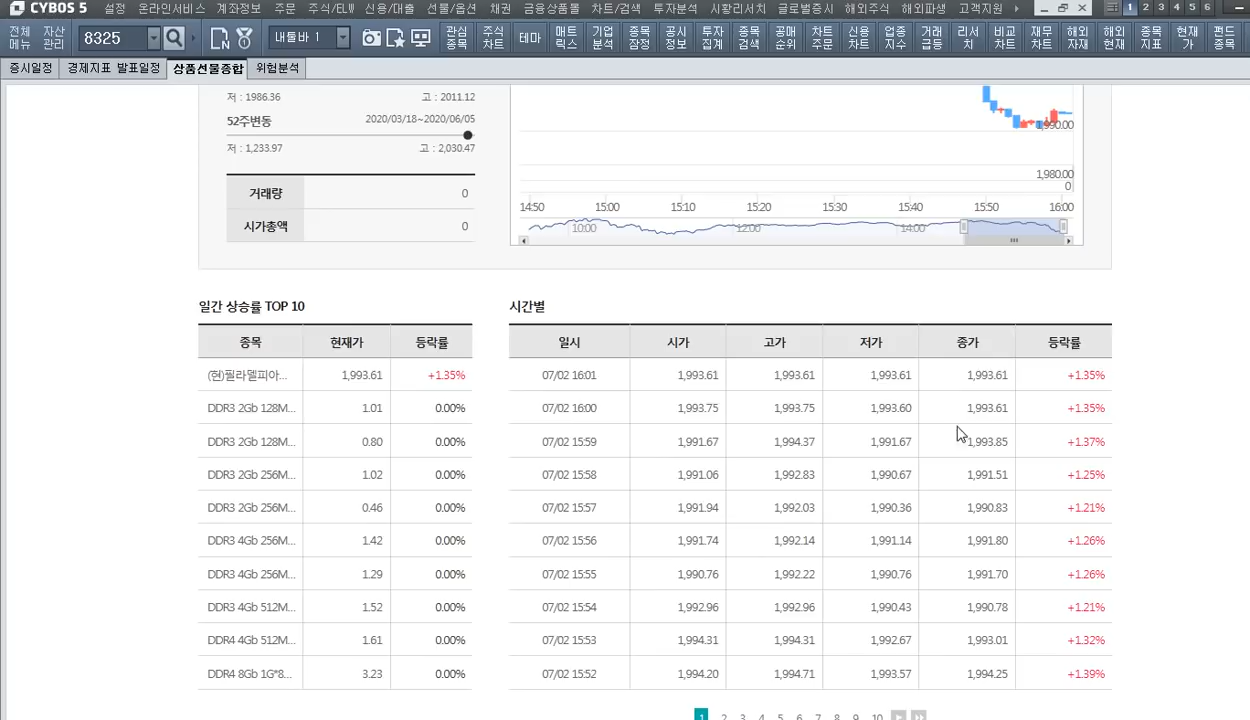 CYBOS 5 설정 온라인서비스 계좌정보 주문 주식/ELW 신용/대출 선물/옵션 채권 금융상품몰 차트/검색 투자분석 시황리서치 글로벌증시 해외주식 해외파생 고객지원 1 2 3 4 5 6
전체 메뉴 자산 관리 8325 내툴바 1 관심 종목 주식 차트 테마 매트 릭스 기업 분석 종목 잠정 공시 정보 투자 집계 종목 검색 공매 순위 차트 주문 신용 차트 업종 지수 거래 급등 리서 치 비교 차트 재무 차트 해외 자재 해외 현재 종목 지표 현재 가 펀드 종목
증시일정 경제지표 발표일정 상품선물종합 위험분석
저 : 1986.36 고 : 2011.12
52주변동 2020/03/18~2020/06/05
저 : 1,233.97 고 : 2,030.47
거래량 0
시가총액 0
1,990.00
1,980.00
0
14:50 15:00 15:10 15:20 15:30 15:40 15:50 16:00
10:00 12:00 14:00
일간 상승률 TOP 10
종목 현재가 등락률
(현)필라델피아... 1,993.61 +1.35%
DDR3 2Gb 128M... 1.01 0.00%
DDR3 2Gb 128M... 0.80 0.00%
DDR3 2Gb 256M... 1.02 0.00%
DDR3 2Gb 256M... 0.46 0.00%
DDR3 4Gb 256M... 1.42 0.00%
DDR3 4Gb 256M... 1.29 0.00%
DDR3 4Gb 512M... 1.52 0.00%
DDR4 4Gb 512M... 1.61 0.00%
DDR4 8Gb 1G*8... 3.23 0.00%
시간별
일시 시가 고가 저가 종가 등락률
07/02 16:01 1,993.61 1,993.61 1,993.61 1,993.61 +1.35%
07/02 16:00 1,993.75 1,993.75 1,993.60 1,993.61 +1.35%
07/02 15:59 1,991.67 1,994.37 1,991.67 1,993.85 +1.37%
07/02 15:58 1,991.06 1,992.83 1,990.67 1,991.51 +1.25%
07/02 15:57 1,991.94 1,992.03 1,990.36 1,990.83 +1.21%
07/02 15:56 1,991.74 1,992.14 1,991.14 1,991.80 +1.26%
07/02 15:55 1,990.76 1,992.22 1,990.76 1,991.70 +1.26%
07/02 15:54 1,992.96 1,992.96 1,990.43 1,990.78 +1.21%
07/02 15:53 1,994.31 1,994.31 1,992.67 1,993.01 +1.32%
07/02 15:52 1,994.20 1,994.71 1,993.57 1,994.25 +1.39%
1 2 3 4 5 6 7 8 9 10